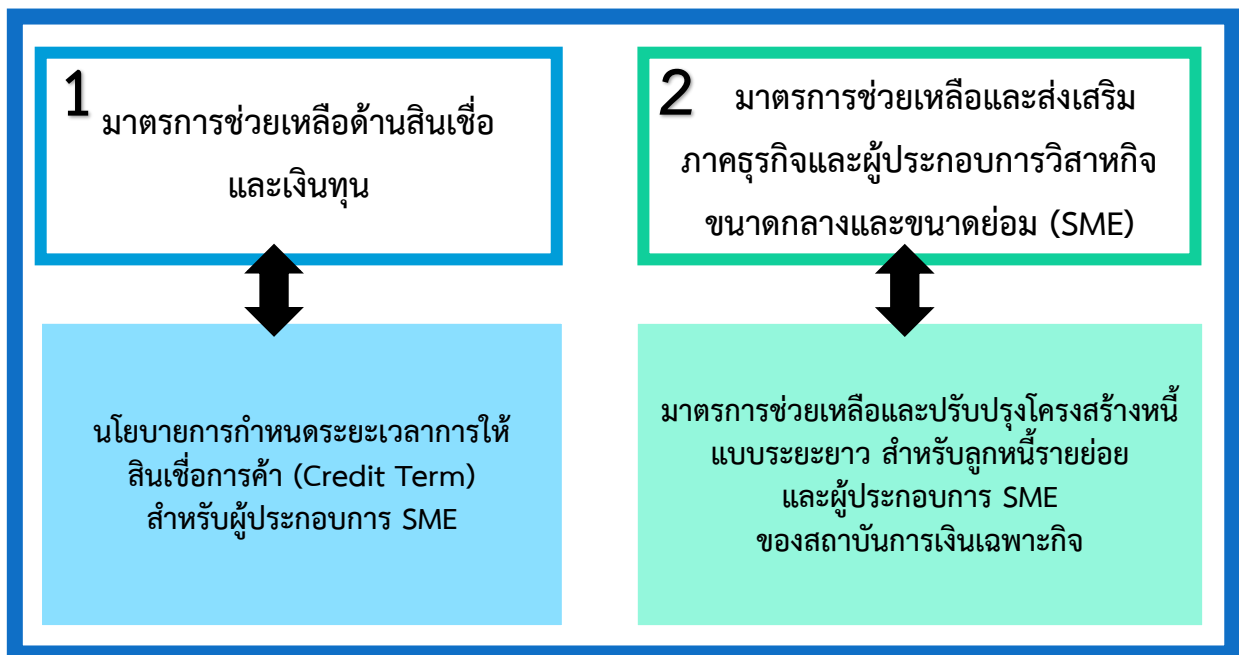 1
มาตรการช่วยเหลือด้านสินเชื่อ
และเงินทุน
2 มาตรการช่วยเหลือและส่งเสริม
ภาคธุรกิจและผู้ประกอบการวิสาหกิจ
ขนาดกลางและขนาดย่อม (SME)
นโยบายการกำหนดระยะเวลาการให้
สินเชื่อการค้า (Credit Term)
สำหรับผู้ประกอบการ SME
มาตรการช่วยเหลือและปรับปรุงโครงสร้างหนี้
แบบระยะยาว สำหรับลูกหนี้รายย่อย
และผู้ประกอบการ SME
ของสถาบันการเงินเฉพาะกิจ